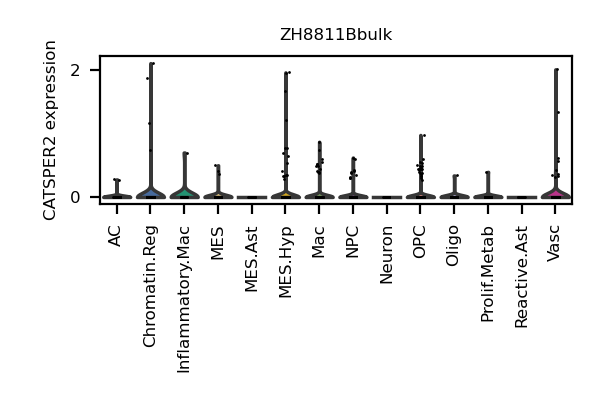 ZH8811Bbulk
CATSPER2 expression
2
0
AC
Chromatin.Reg
Inflammatory.Mac
MES
MES.Ast
MES.Hyp
Mac
NPC
Neuron
OPC
Oligo
Prolif.Metab
Reactive.Ast
Vasc